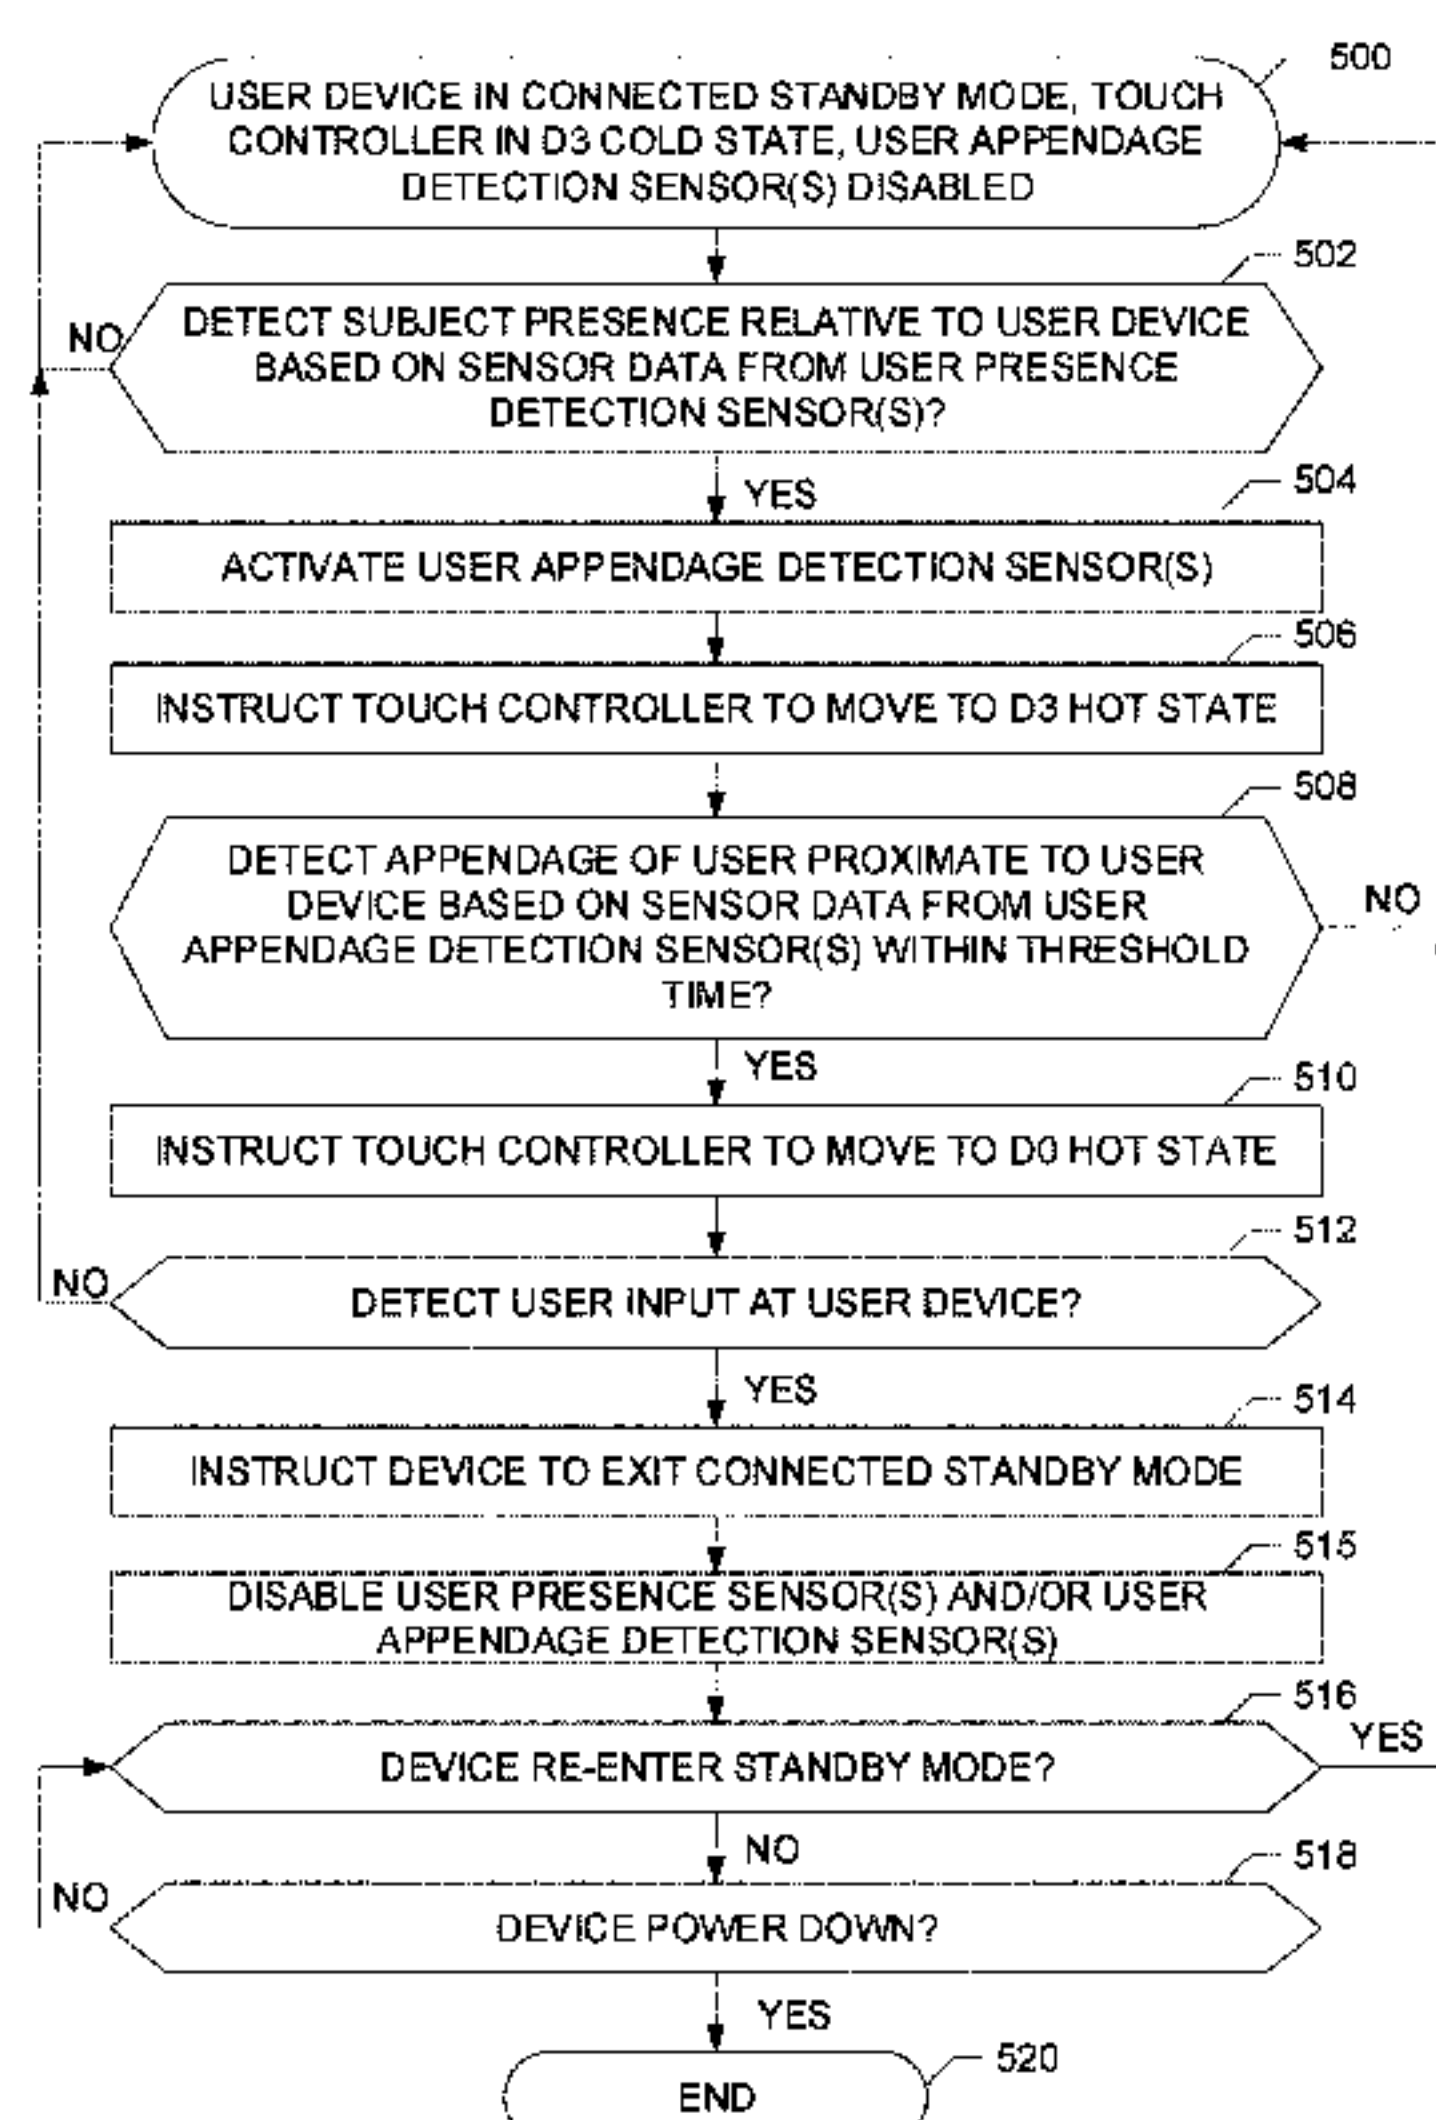 500
USER DEVICE IN CONNECTED STANDBY MODE, TOUCH
CONTROLLER IN D3 COLD STATE, USER APPENDAGE
DETECTION SENSOR(S) DISABLED
502
NO
DETECT SUBJECT PRESENCE RELATIVE TO USER DEVICE
BASED ON SENSOR DATA FROM USER PRESENCE
DETECTION SENSOR(S)?
YES
504
ACTIVATE USER APPENDAGE DETECTION SENSOR(S)
506
INSTRUCT TOUCH CONTROLLER TO MOVE TO D3 HOT STATE
508
DETECT APPENDAGE OF USER PROXIMATE TO USER
DEVICE BASED ON SENSOR DATA FROM USER
APPENDAGE DETECTION SENSOR(S) WITHIN THRESHOLD
TIME?
NO
YES
510
INSTRUCT TOUCH CONTROLLER TO MOVE TO D0 HOT STATE
512
NO
DETECT USER INPUT AT USER DEVICE?
YES
514
INSTRUCT DEVICE TO EXIT CONNECTED STANDBY MODE
515
DISABLE USER PRESENCE SENSOR(S) AND/OR USER
APPENDAGE DETECTION SENSOR(S)
516
DEVICE RE-ENTER STANDBY MODE?
YES
NO
518
NO
DEVICE POWER DOWN?
YES
520
END